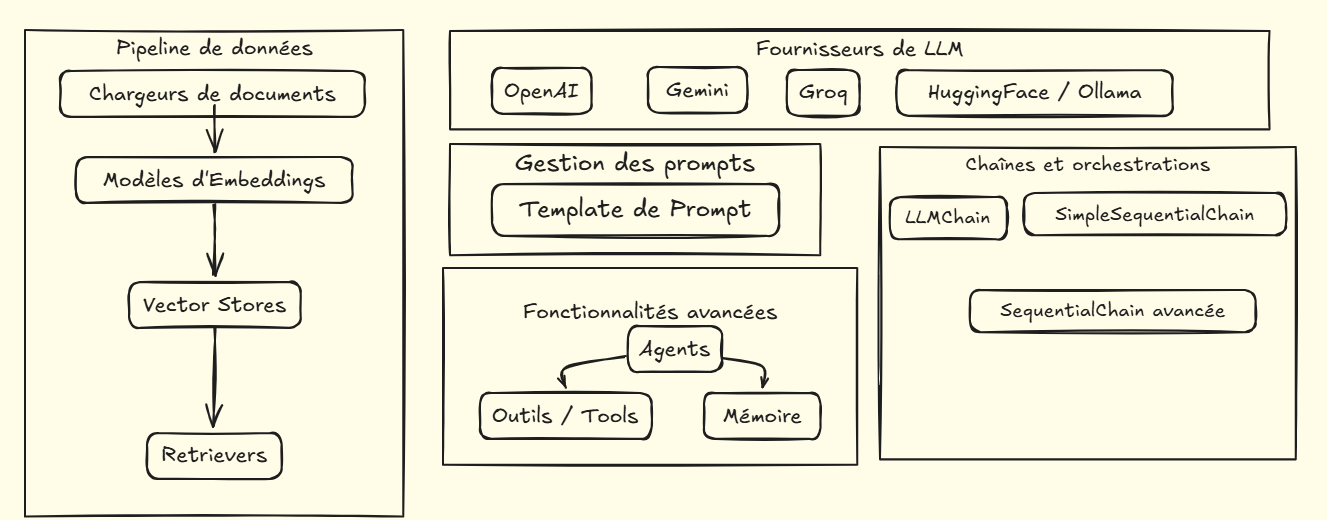 Pipeline de données
Chargeurs de documents
Modèles d'Embeddings
Vector Stores
Retrievers
Fournisseurs de LLM
OpenAI
Gemini
Groq
HuggingFace / Ollama
Gestion des prompts
Template de Prompt
Fonctionnalités avancées
Agents
Outils / Tools
Mémoire
Chaînes et orchestrations
LLMChain
SimpleSequentialChain
SequentialChain avancée